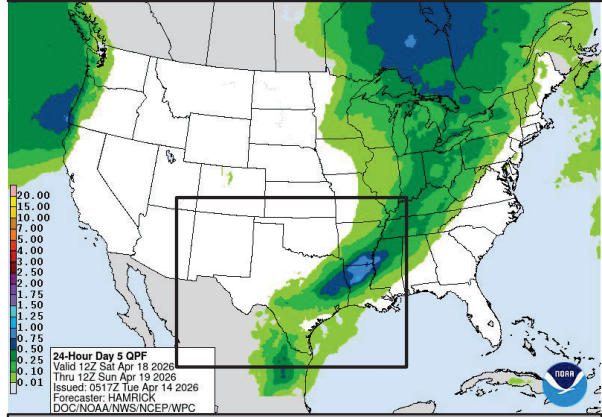 20.00
15.00
10.00
7.00
5.00
4.00
3.00
2.50
2.00
1.75
1.50
1.25
1.00
0.75
0.50
0.25
0.10
0.01
24-Hour Day 5 QPF
Valid 12Z Sat Apr 18 2026
Thru 12Z Sun Apr 19 2026
Issued: 0517Z Tue Apr 14 2026
Forecaster: HAMRICK
DOC/NOAA/NWS/NCEP/WPC
NOAA